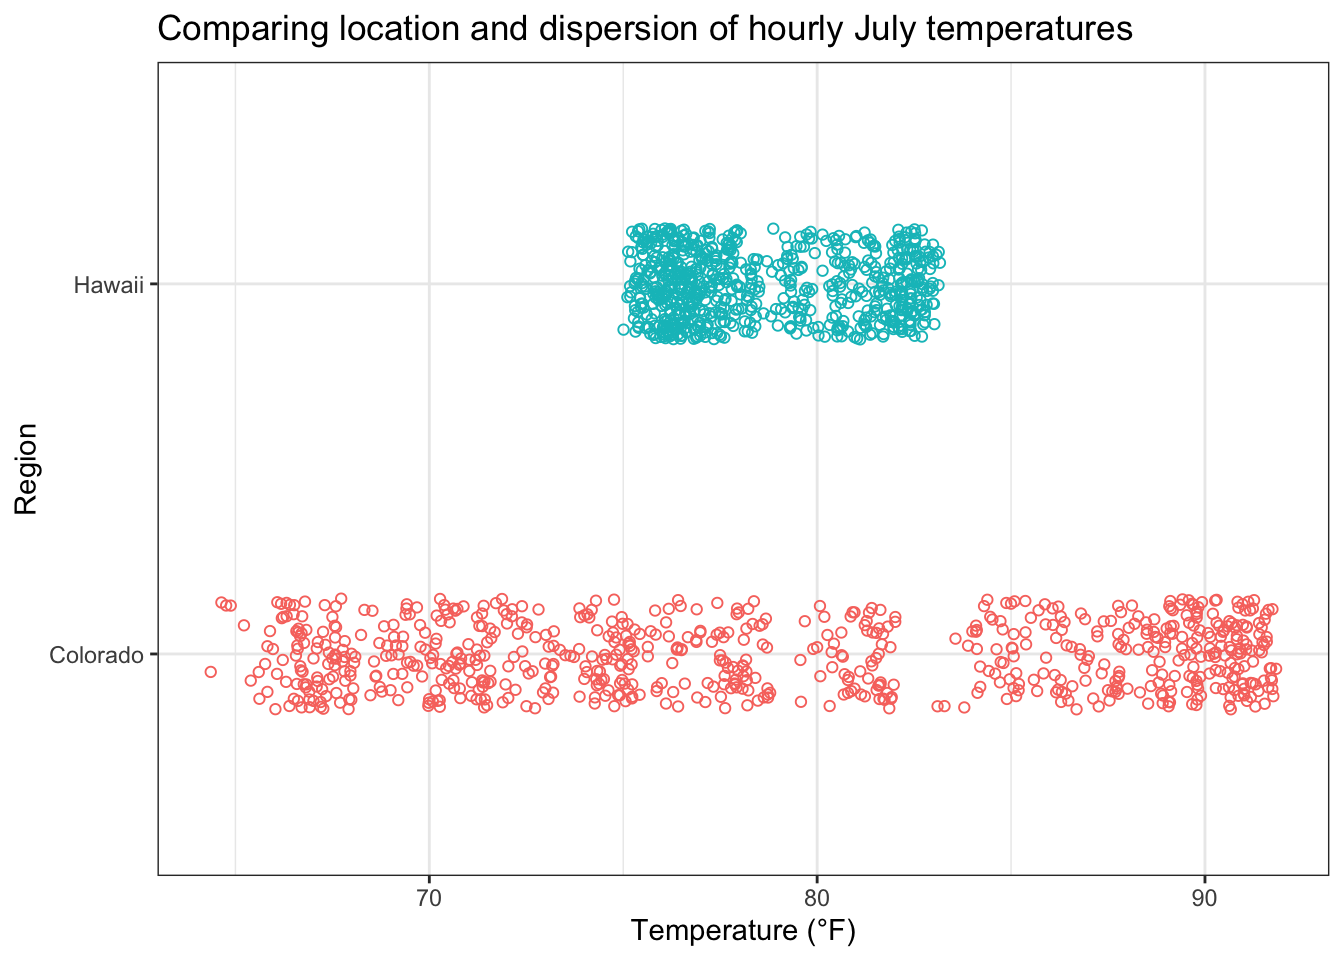 Comparing location and dispersion of hourly July temperatures
Hawaii
Region
Colorado
70 80 90
Temperature (°F)